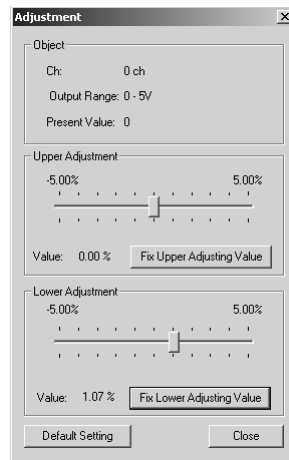 Adjustment
Object
Ch: 0 ch
Output Range: 0 - 5V
Present Value: 0
Upper Adjustment
-5.00% 5.00%
Value: 0.00 % Fix Upper Adjusting Value
Lower Adjustment
-5.00% 5.00%
Value: 1.07 % Fix Lower Adjusting Value
Default Setting Close